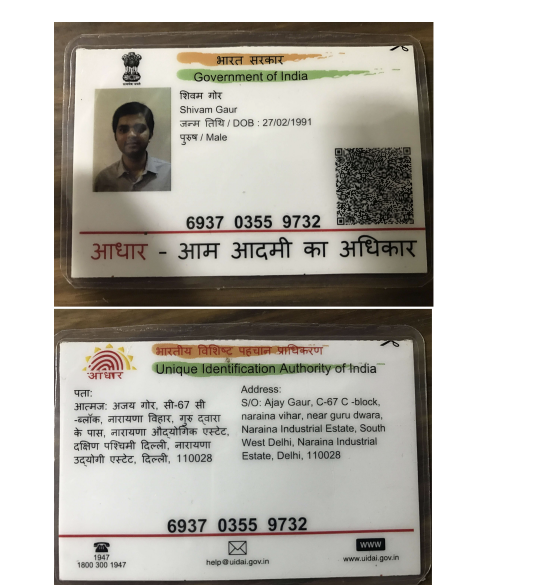 भारत सरकार
Government of India
शिवम गोर
Shivam Gaur
जन्म तिथि / DOB : 27/02/1991
पुरुष / Male
6937 0355 9732
आधार - आम आदमी का अधिकार
भारतीय विशिष्ट पहचान प्राधिकरण
Unique Identification Authority of India
आधार
पता:
आत्मज: अजय गोर, सी-67 सी
-ब्लॉक, नारायणा विहार, गुरु द्वारा
के पास, नारायणा औद्योगिक एस्टेट,
दक्षिण पश्चिमी दिल्ली, नारायणा
उद्योगी एस्टेट, दिल्ली, 110028
Address:
S/O: Ajay Gaur, C-67 C -block,
naraina vihar, near guru dwara,
Naraina Industrial Estate, South
West Delhi, Naraina Industrial
Estate, Delhi, 110028
6937 0355 9732
1947
1800 300 1947
help@uidai.gov.in
WWW
www.uidai.gov.in